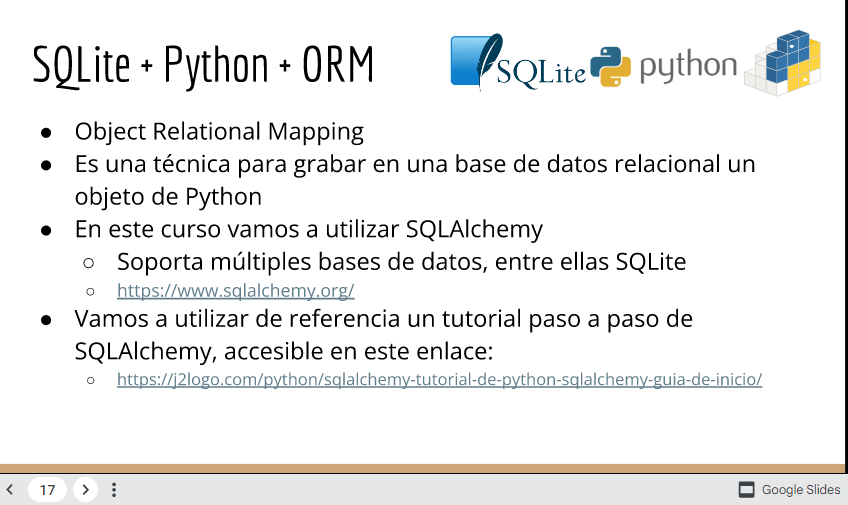 SQLite + Python + ORM
SQLite
python
● Object Relational Mapping
● Es una técnica para grabar en una base de datos relacional un
objeto de Python
● En este curso vamos a utilizar SQLAlchemy
○ Soporta múltiples bases de datos, entre ellas SQLite
○ https://www.sqlalchemy.org/
● Vamos a utilizar de referencia un tutorial paso a paso de
SQLAlchemy, accesible en este enlace:
○ https://j2logo.com/python/sqlalchemy-tutorial-de-python-sqlalchemy-guia-de-inicio/
17
Google Slides